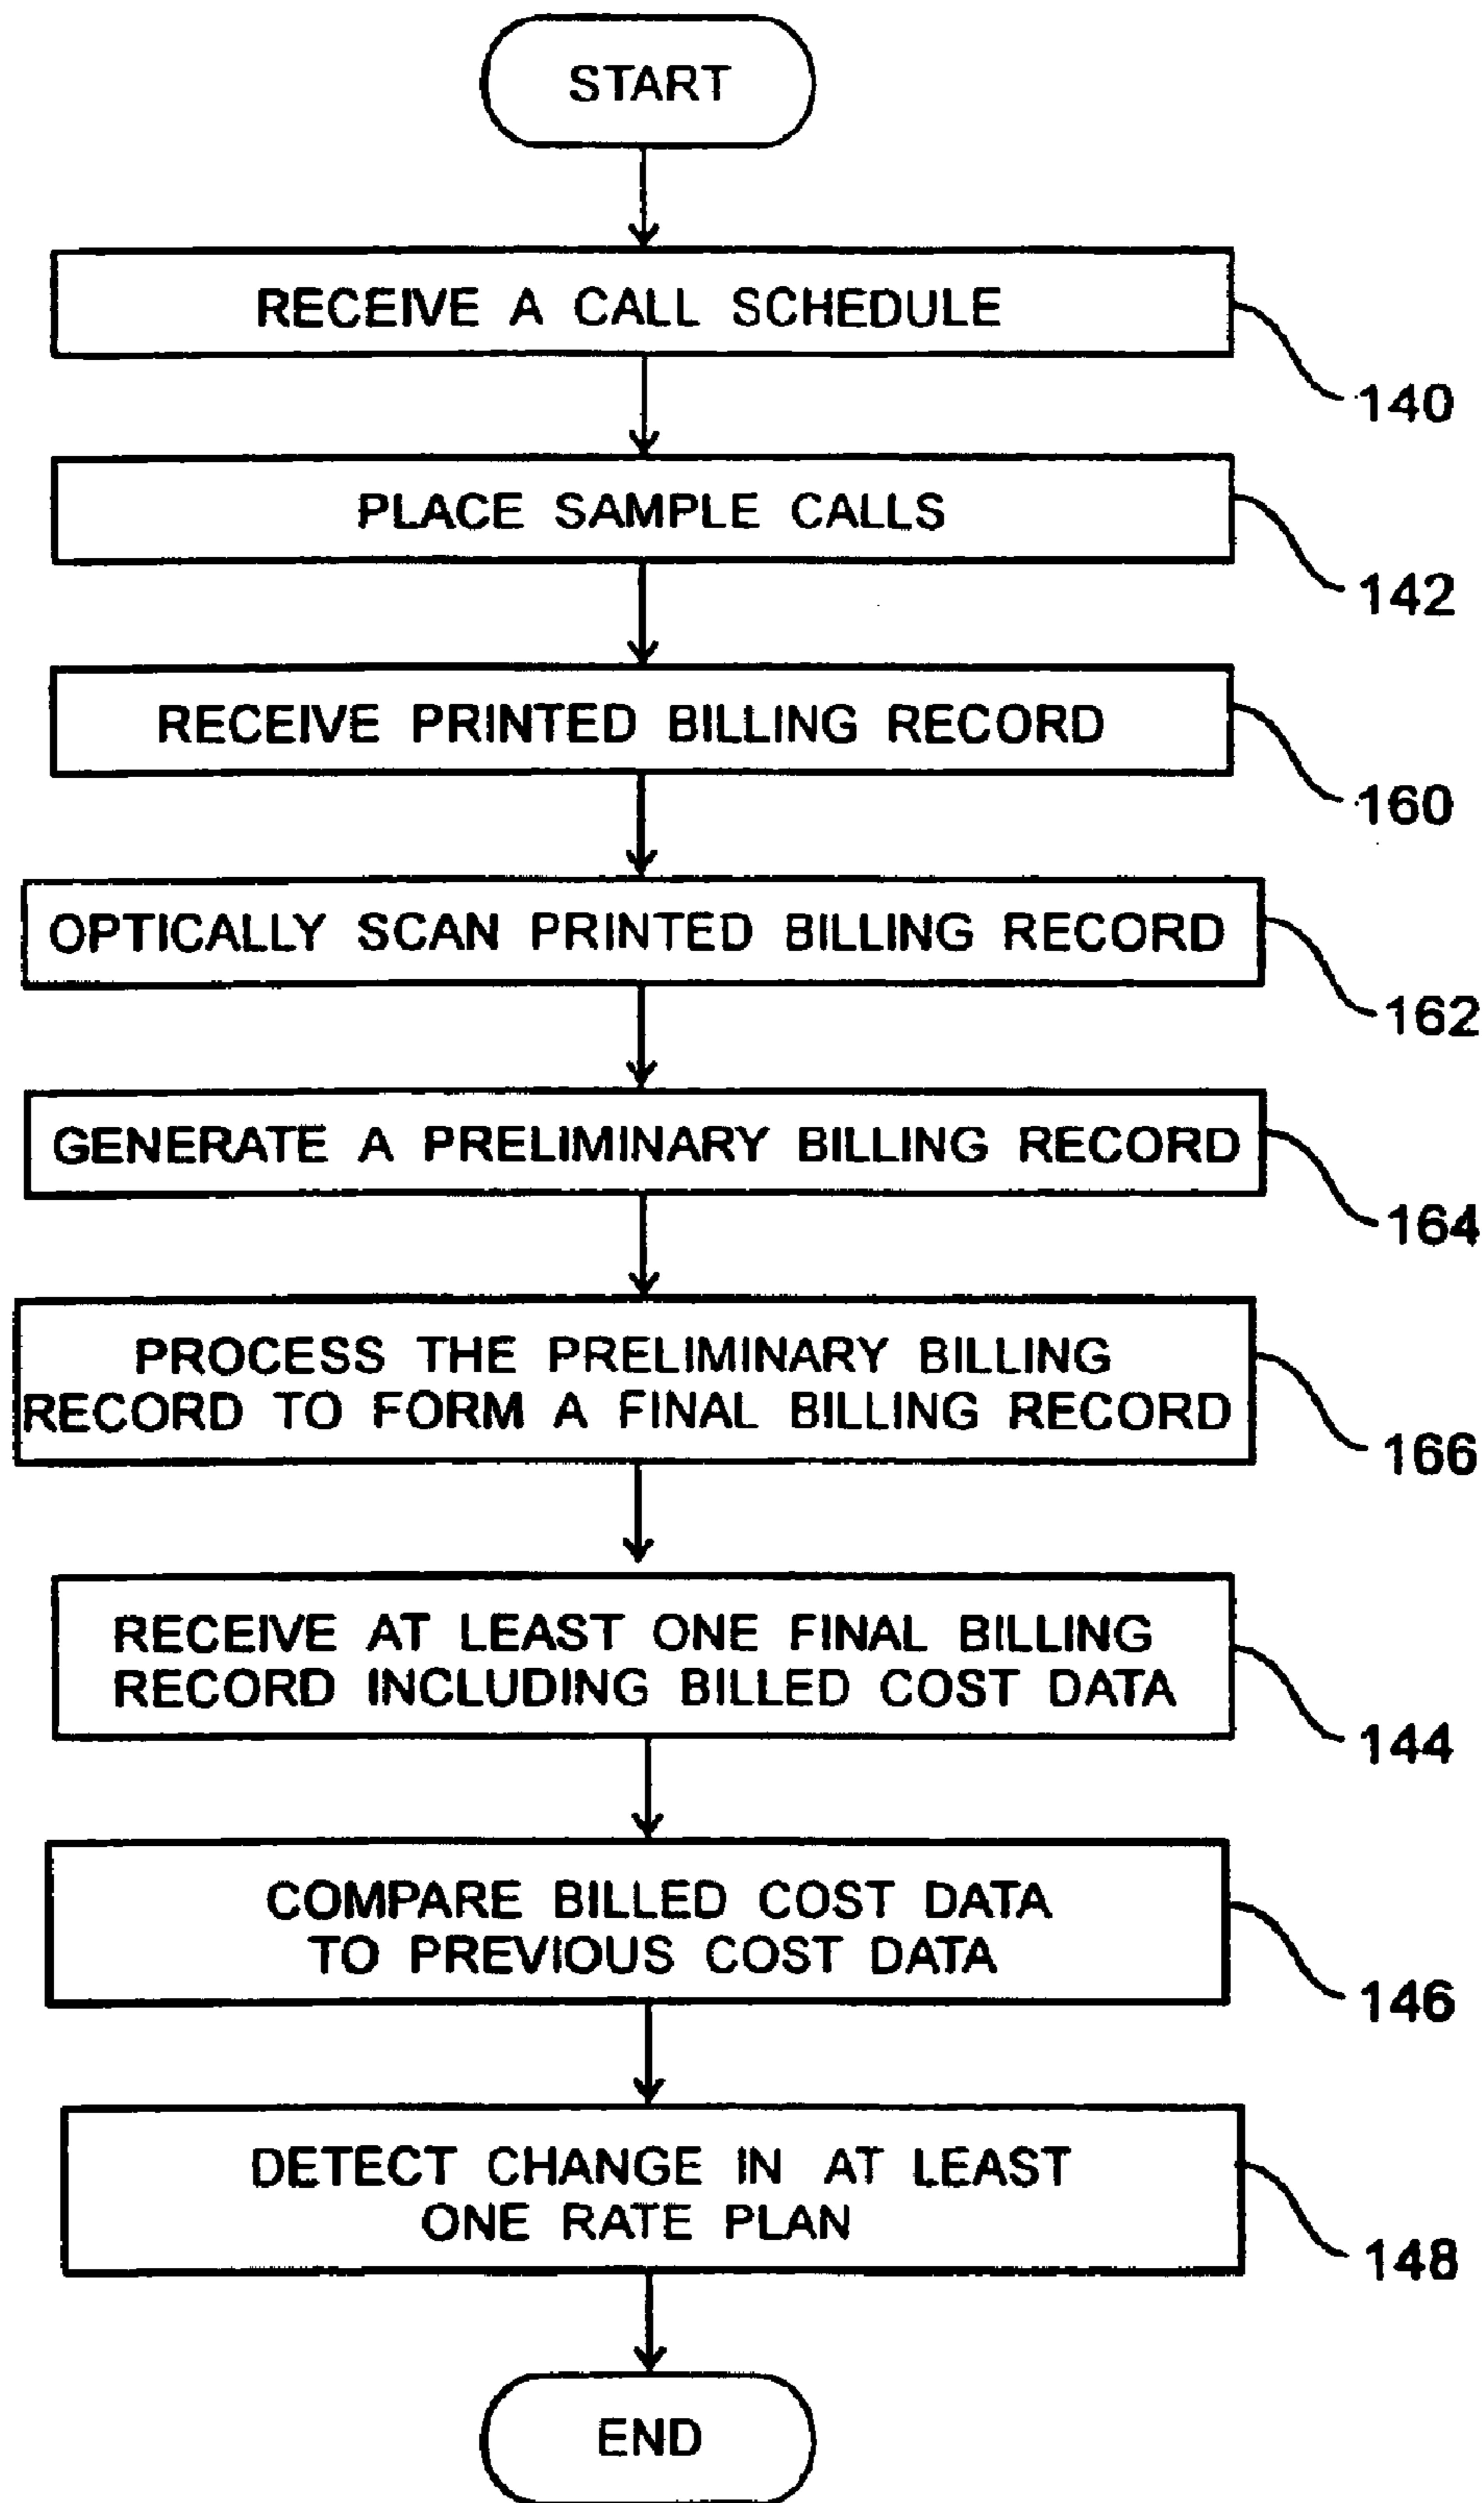 START
RECEIVE A CALL SCHEDULE
140
PLACE SAMPLE CALLS
142
RECEIVE PRINTED BILLING RECORD
160
OPTICALLY SCAN PRINTED BILLING RECORD
162
GENERATE A PRELIMINARY BILLING RECORD
164
PROCESS THE PRELIMINARY BILLING
RECORD TO FORM A FINAL BILLING RECORD
166
RECEIVE AT LEAST ONE FINAL BILLING
RECORD INCLUDING BILLED COST DATA
144
COMPARE BILLED COST DATA
TO PREVIOUS COST DATA
146
DETECT CHANGE IN AT LEAST
ONE RATE PLAN
148
END